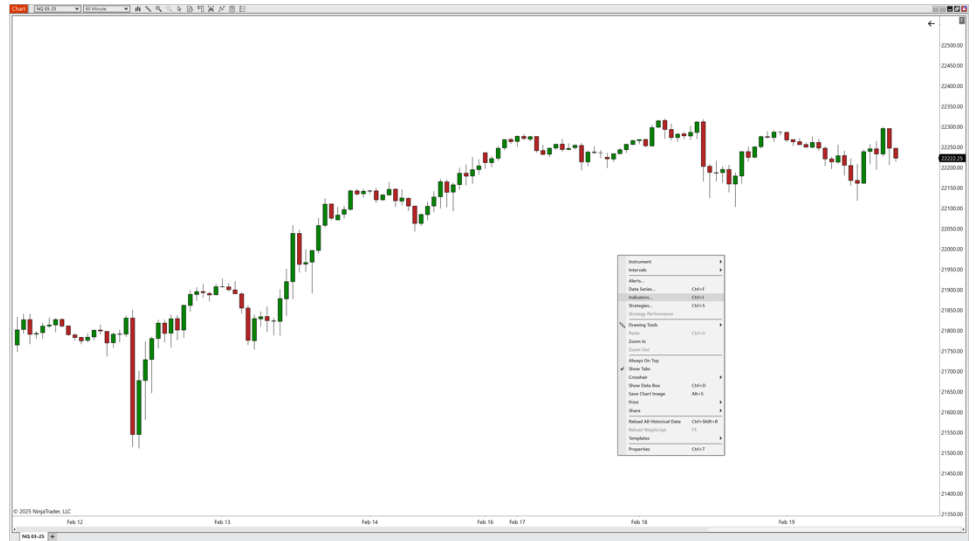 Chart NQ 03-25 60 Minute
22500.00
22450.00
22400.00
22350.00
22300.00
22250.00
22222.25
22200.00
22150.00
22100.00
22050.00
22000.00
21950.00
21900.00
21850.00
21800.00
21750.00
21700.00
21650.00
21600.00
21550.00
21500.00
21450.00
21400.00
21350.00
Instrument
Intervals
Alerts...
Data Series... Ctrl+F
Indicators... Ctrl+I
Strategies... Ctrl+S
Strategy Performance
Drawing Tools
Paste Ctrl+V
Zoom In
Zoom Out
Always On Top
Show Tabs
Crosshair
Show Data Box Ctrl+D
Save Chart Image Alt+S
Print
Share
Reload All Historical Data Ctrl+Shift+R
Reload NinjaScript F5
Templates
Properties Ctrl+T
© 2025 NinjaTrader, LLC
Feb 12 Feb 13 Feb 14 Feb 16 Feb 17 Feb 18 Feb 19
NQ 03-25 +